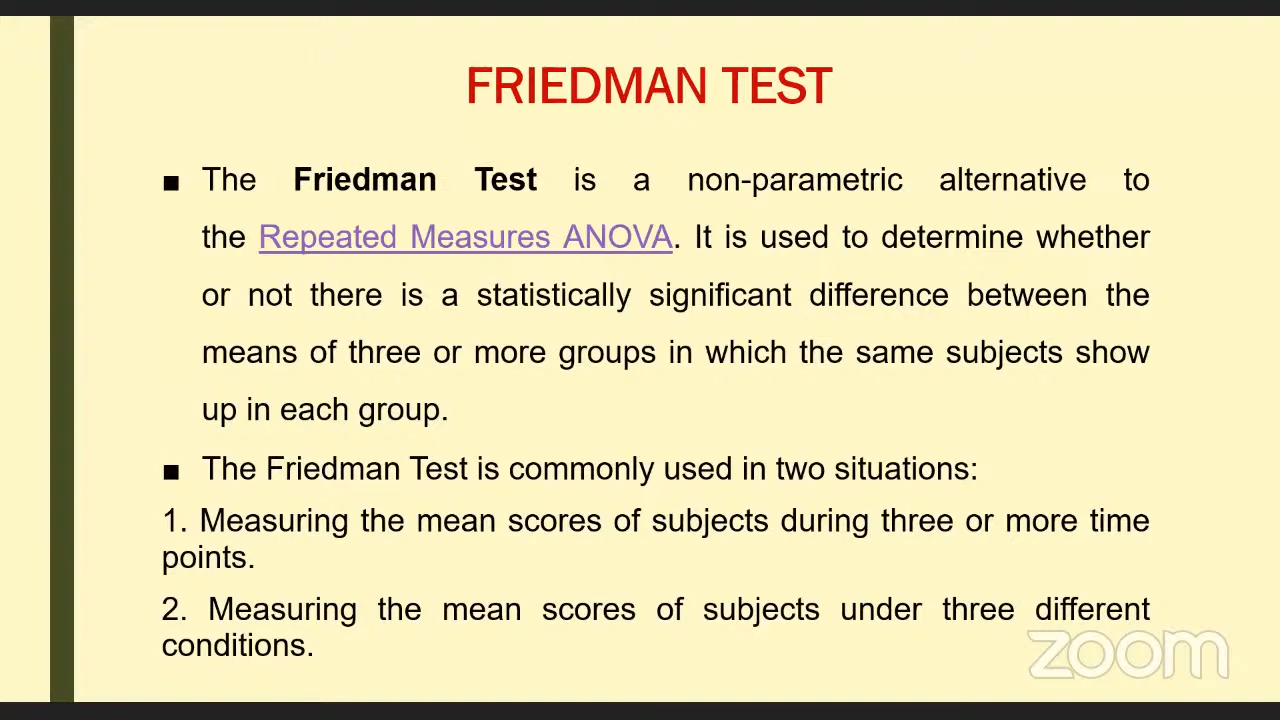 FRIEDMAN TEST
■ The Friedman Test is a non-parametric alternative to
the Repeated Measures ANOVA. It is used to determine whether
or not there is a statistically significant difference between the
means of three or more groups in which the same subjects show
up in each group.
■ The Friedman Test is commonly used in two situations:
1. Measuring the mean scores of subjects during three or more time
points.
2. Measuring the mean scores of subjects under three different
conditions.
zoom